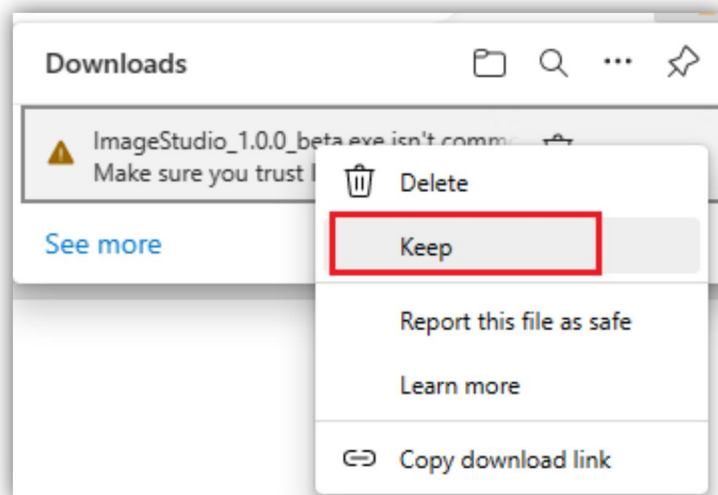 Downloads
ImageStudio_1.0.0_beta.exe isn't comm
Make sure you trust
Delete
See more
Keep
Report this file as safe
Learn more
Copy download link